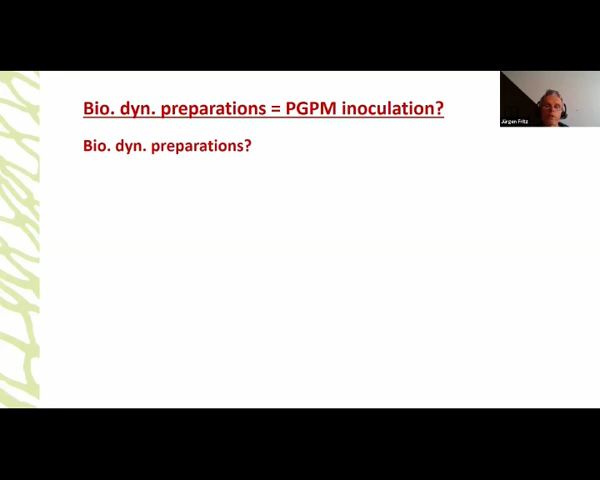 Bio. dyn. preparations = PGPM inoculation?
Bio. dyn. preparations?
Jürgen Fritz